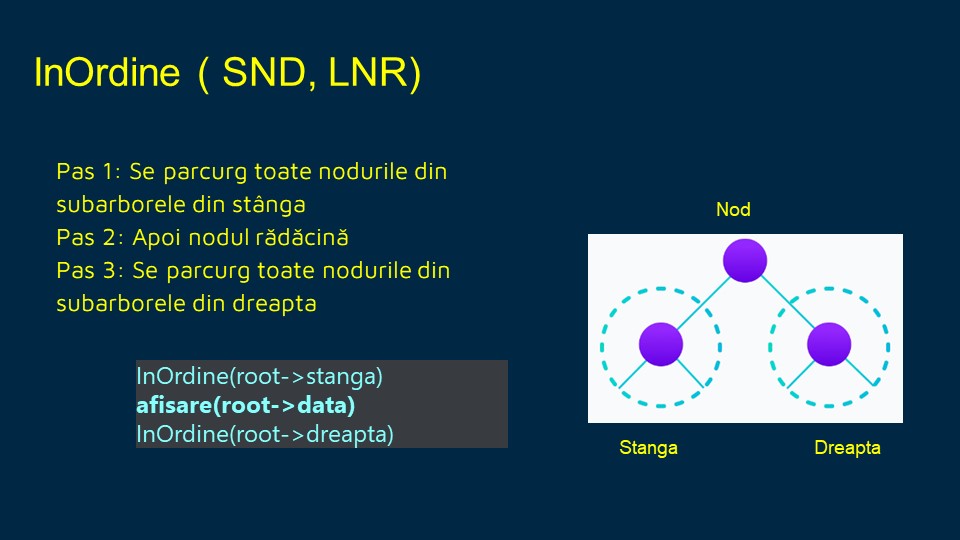 InOrdine ( SND, LNR)
Pas 1: Se parcurg toate nodurile din
subarborele din stânga
Pas 2: Apoi nodul rădăcină
Pas 3: Se parcurg toate nodurile din
subarborele din dreapta
InOrdine(root->stanga)
afisare(root->data)
InOrdine(root->dreapta)
Nod
Stanga
Dreapta